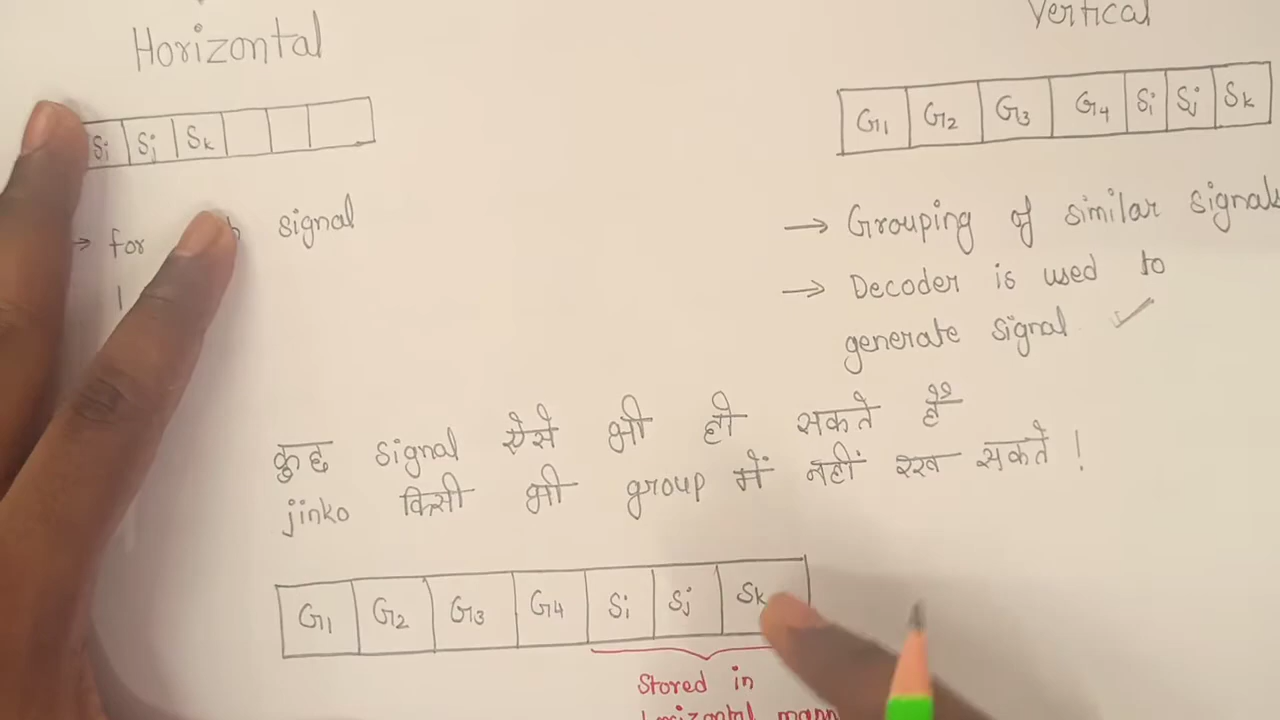 Horizontal
Vertical
Si Sj Sk
G1 G2 G3 G4 Si Sj Sk
→ for signal
→ Grouping of similar signals
→ Decoder is used to
generate signal ✓
कुछ signal ऐसे भी हो सकते हैं
jinko किसी भी group में नहीं रख सकते !
G1 G2 G3 G4 Si Sj Sk
Stored in